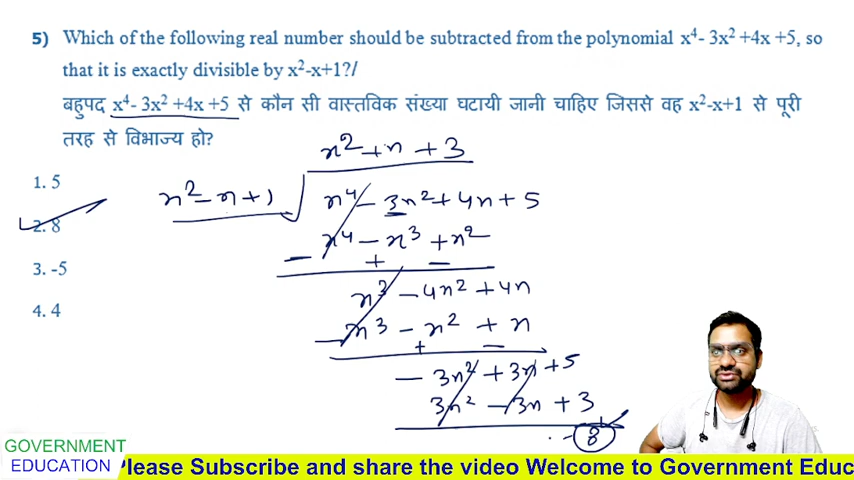 5) Which of the following real number should be subtracted from the polynomial x⁴- 3x² +4x +5, so
that it is exactly divisible by x²-x+1?/
बहुपद x⁴- 3x² +4x +5 से कौन सी वास्तविक संख्या घटायी जानी चाहिए जिससे वह x²-x+1 से पूरी
तरह से विभाज्य हो?
x² + x + 3
1. 5
x² - x + 1
x⁴ - 3x² + 4x + 5
2. 8
x⁴ - x³ + x²
- + -
3. -5
x³ - 4x² + 4x
4. 4
- x³ - x² + x
+ -
- 3x² + 3x + 5
3x² - 3x + 3
8
GOVERNMENT
EDUCATION
Please Subscribe and share the video Welcome to Government Educ